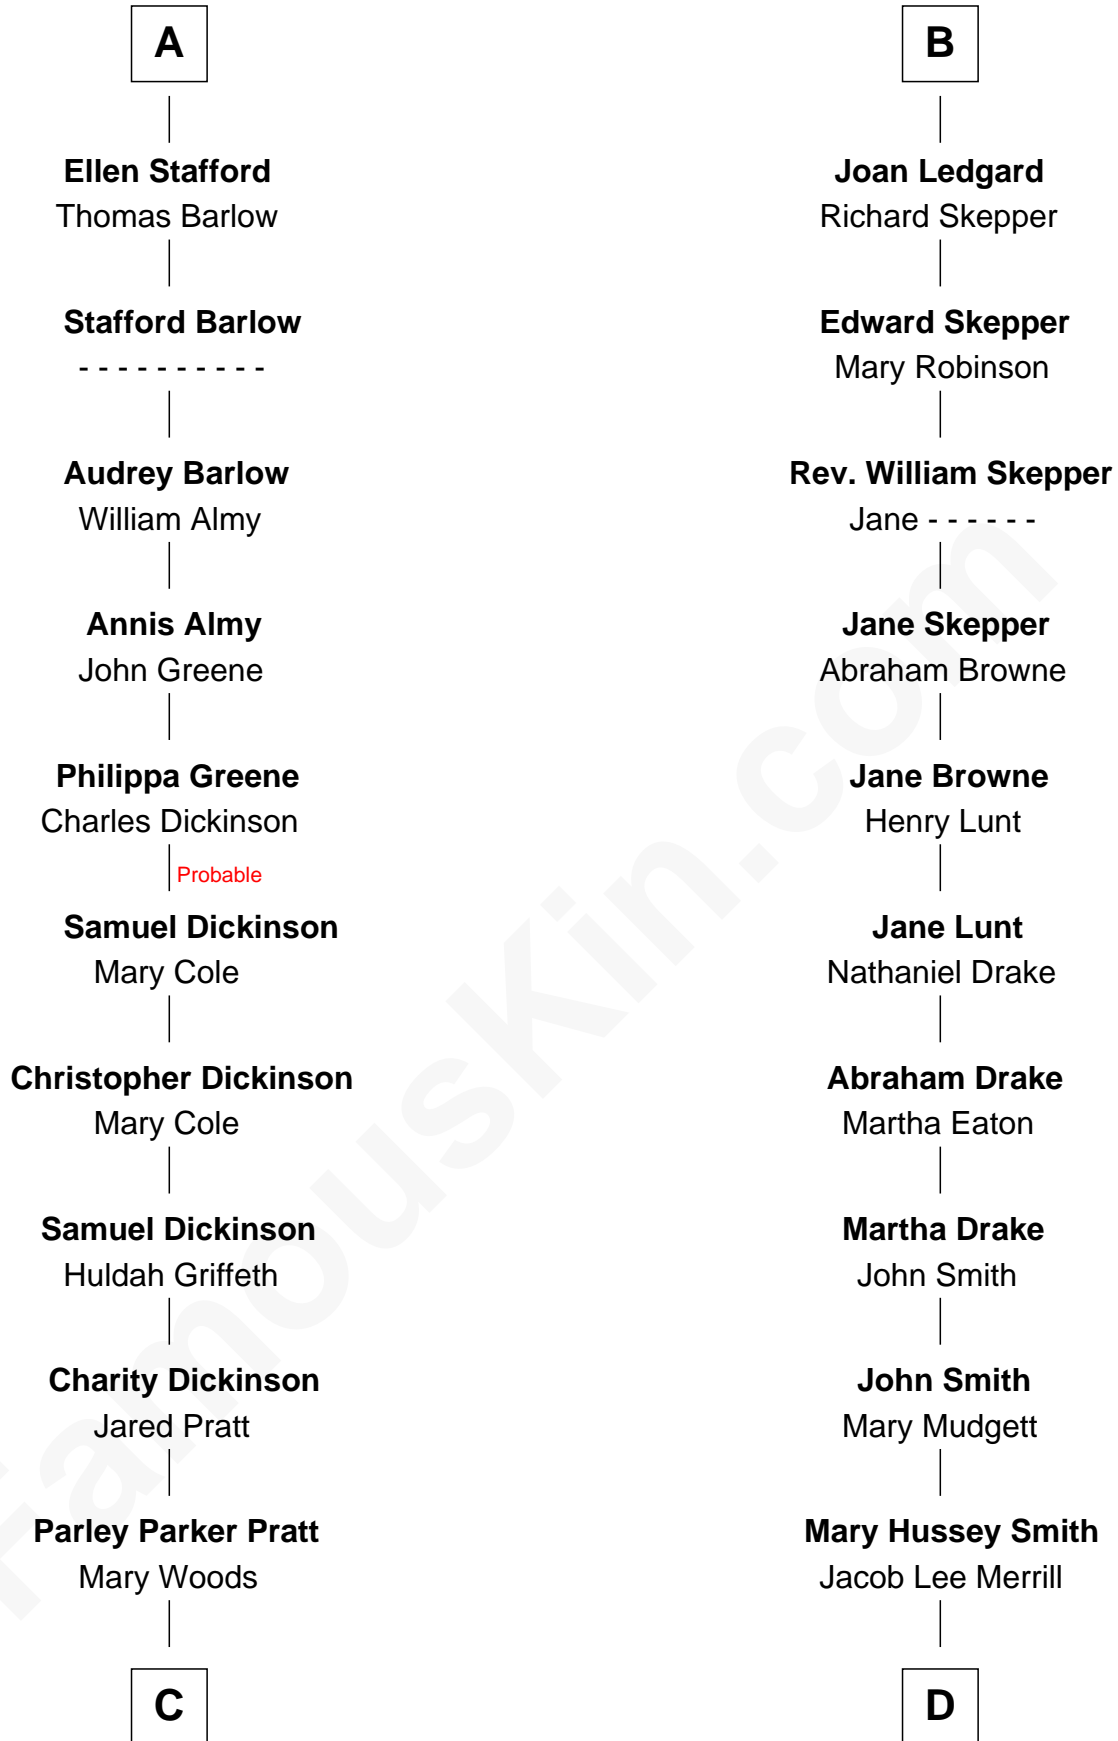 A
Ellen Stafford
Thomas Barlow
Stafford Barlow
- - - - - - - - - -
Audrey Barlow
William Almy
Annis Almy
John Greene
Philippa Greene
Charles Dickinson
Probable
Samuel Dickinson
Mary Cole
Christopher Dickinson
Mary Cole
Samuel Dickinson
Huldah Griffeth
Charity Dickinson
Jared Pratt
Parley Parker Pratt
Mary Woods
C
B
Joan Ledgard
Richard Skepper
Edward Skepper
Mary Robinson
Rev. William Skepper
Jane - - - - - -
Jane Skepper
Abraham Browne
Jane Browne
Henry Lunt
Jane Lunt
Nathaniel Drake
Abraham Drake
Martha Eaton
Martha Drake
John Smith
John Smith
Mary Mudgett
Mary Hussey Smith
Jacob Lee Merrill
D
FamousKin.com